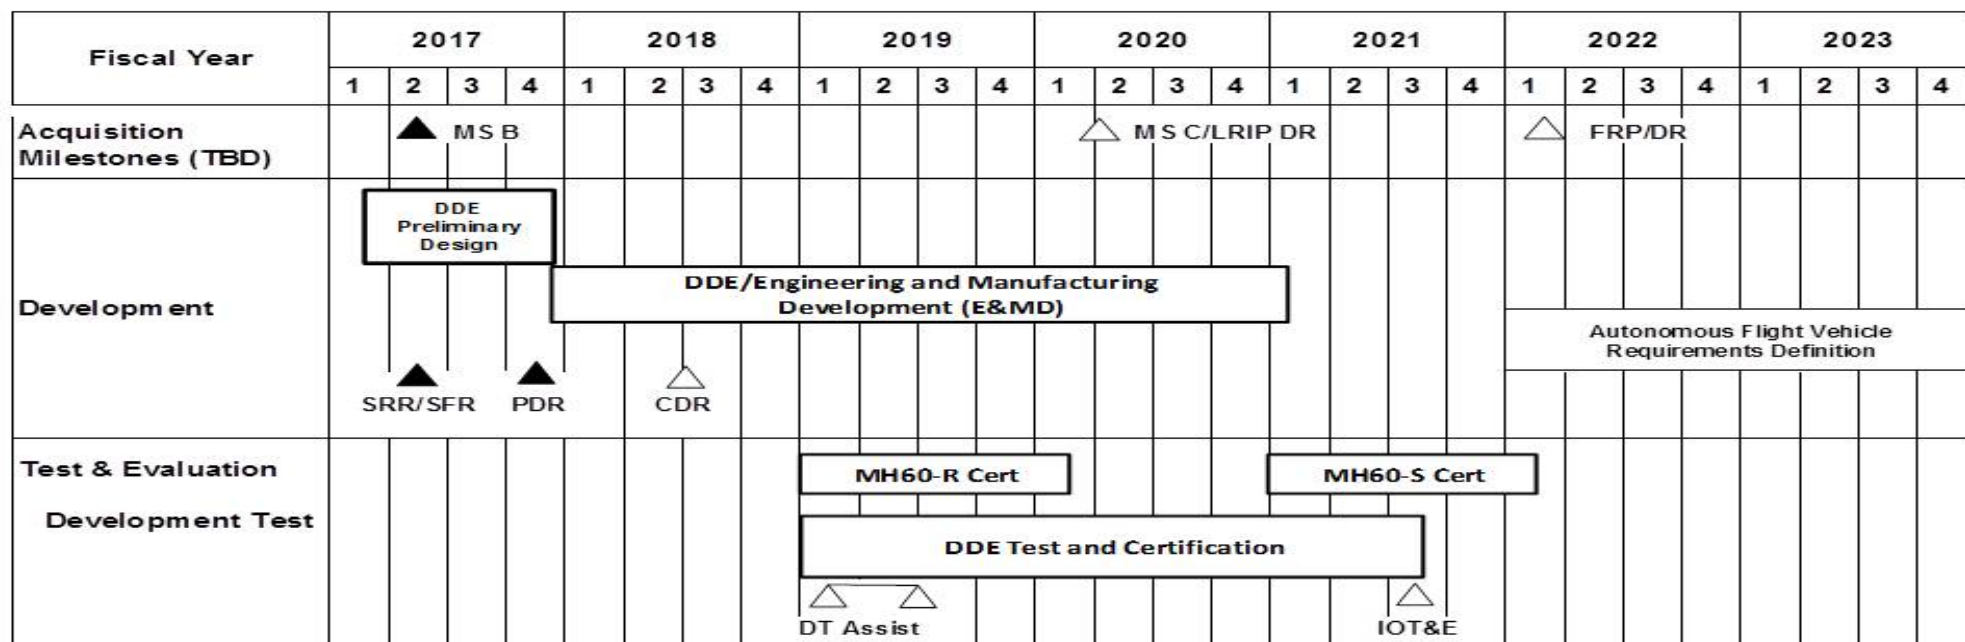 Fiscal Year
2017 2018 2019 2020 2021 2022 2023
1 2 3 4 1 2 3 4 1 2 3 4 1 2 3 4 1 2 3 4 1 2 3 4 1 2 3 4
Acquisition
Milestones (TBD)
MS B
MS C/LRIP DR
FRP/DR
Development
DDE
Preliminary
Design
DDE/Engineering and Manufacturing
Development (E&MD)
Autonomous Flight Vehicle
Requirements Definition
SRR/SFR PDR CDR
Test & Evaluation
Development Test
MH60-R Cert
MH60-S Cert
DDE Test and Certification
DT Assist
IOT&E